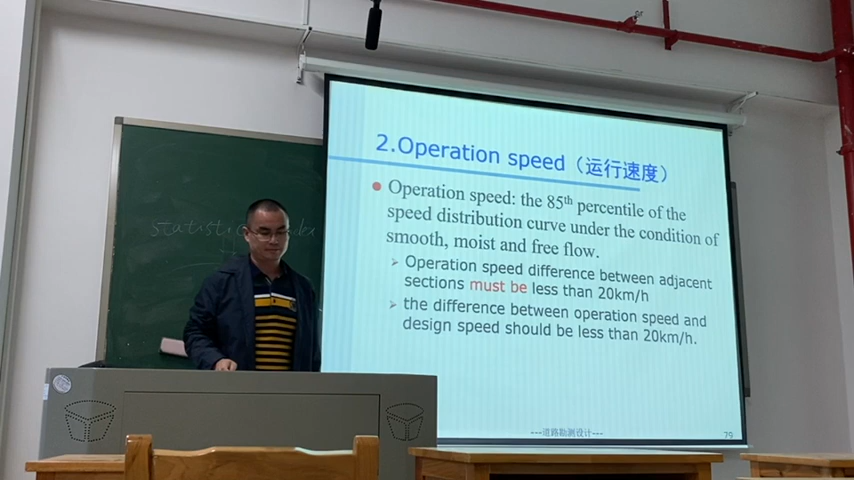 2.Operation speed（运行速度）
Operation speed: the 85th percentile of the
speed distribution curve under the condition of
smooth, moist and free flow.
Operation speed difference between adjacent
sections must be less than 20km/h
the difference between operation speed and
design speed should be less than 20km/h.
---道路勘测设计---
79